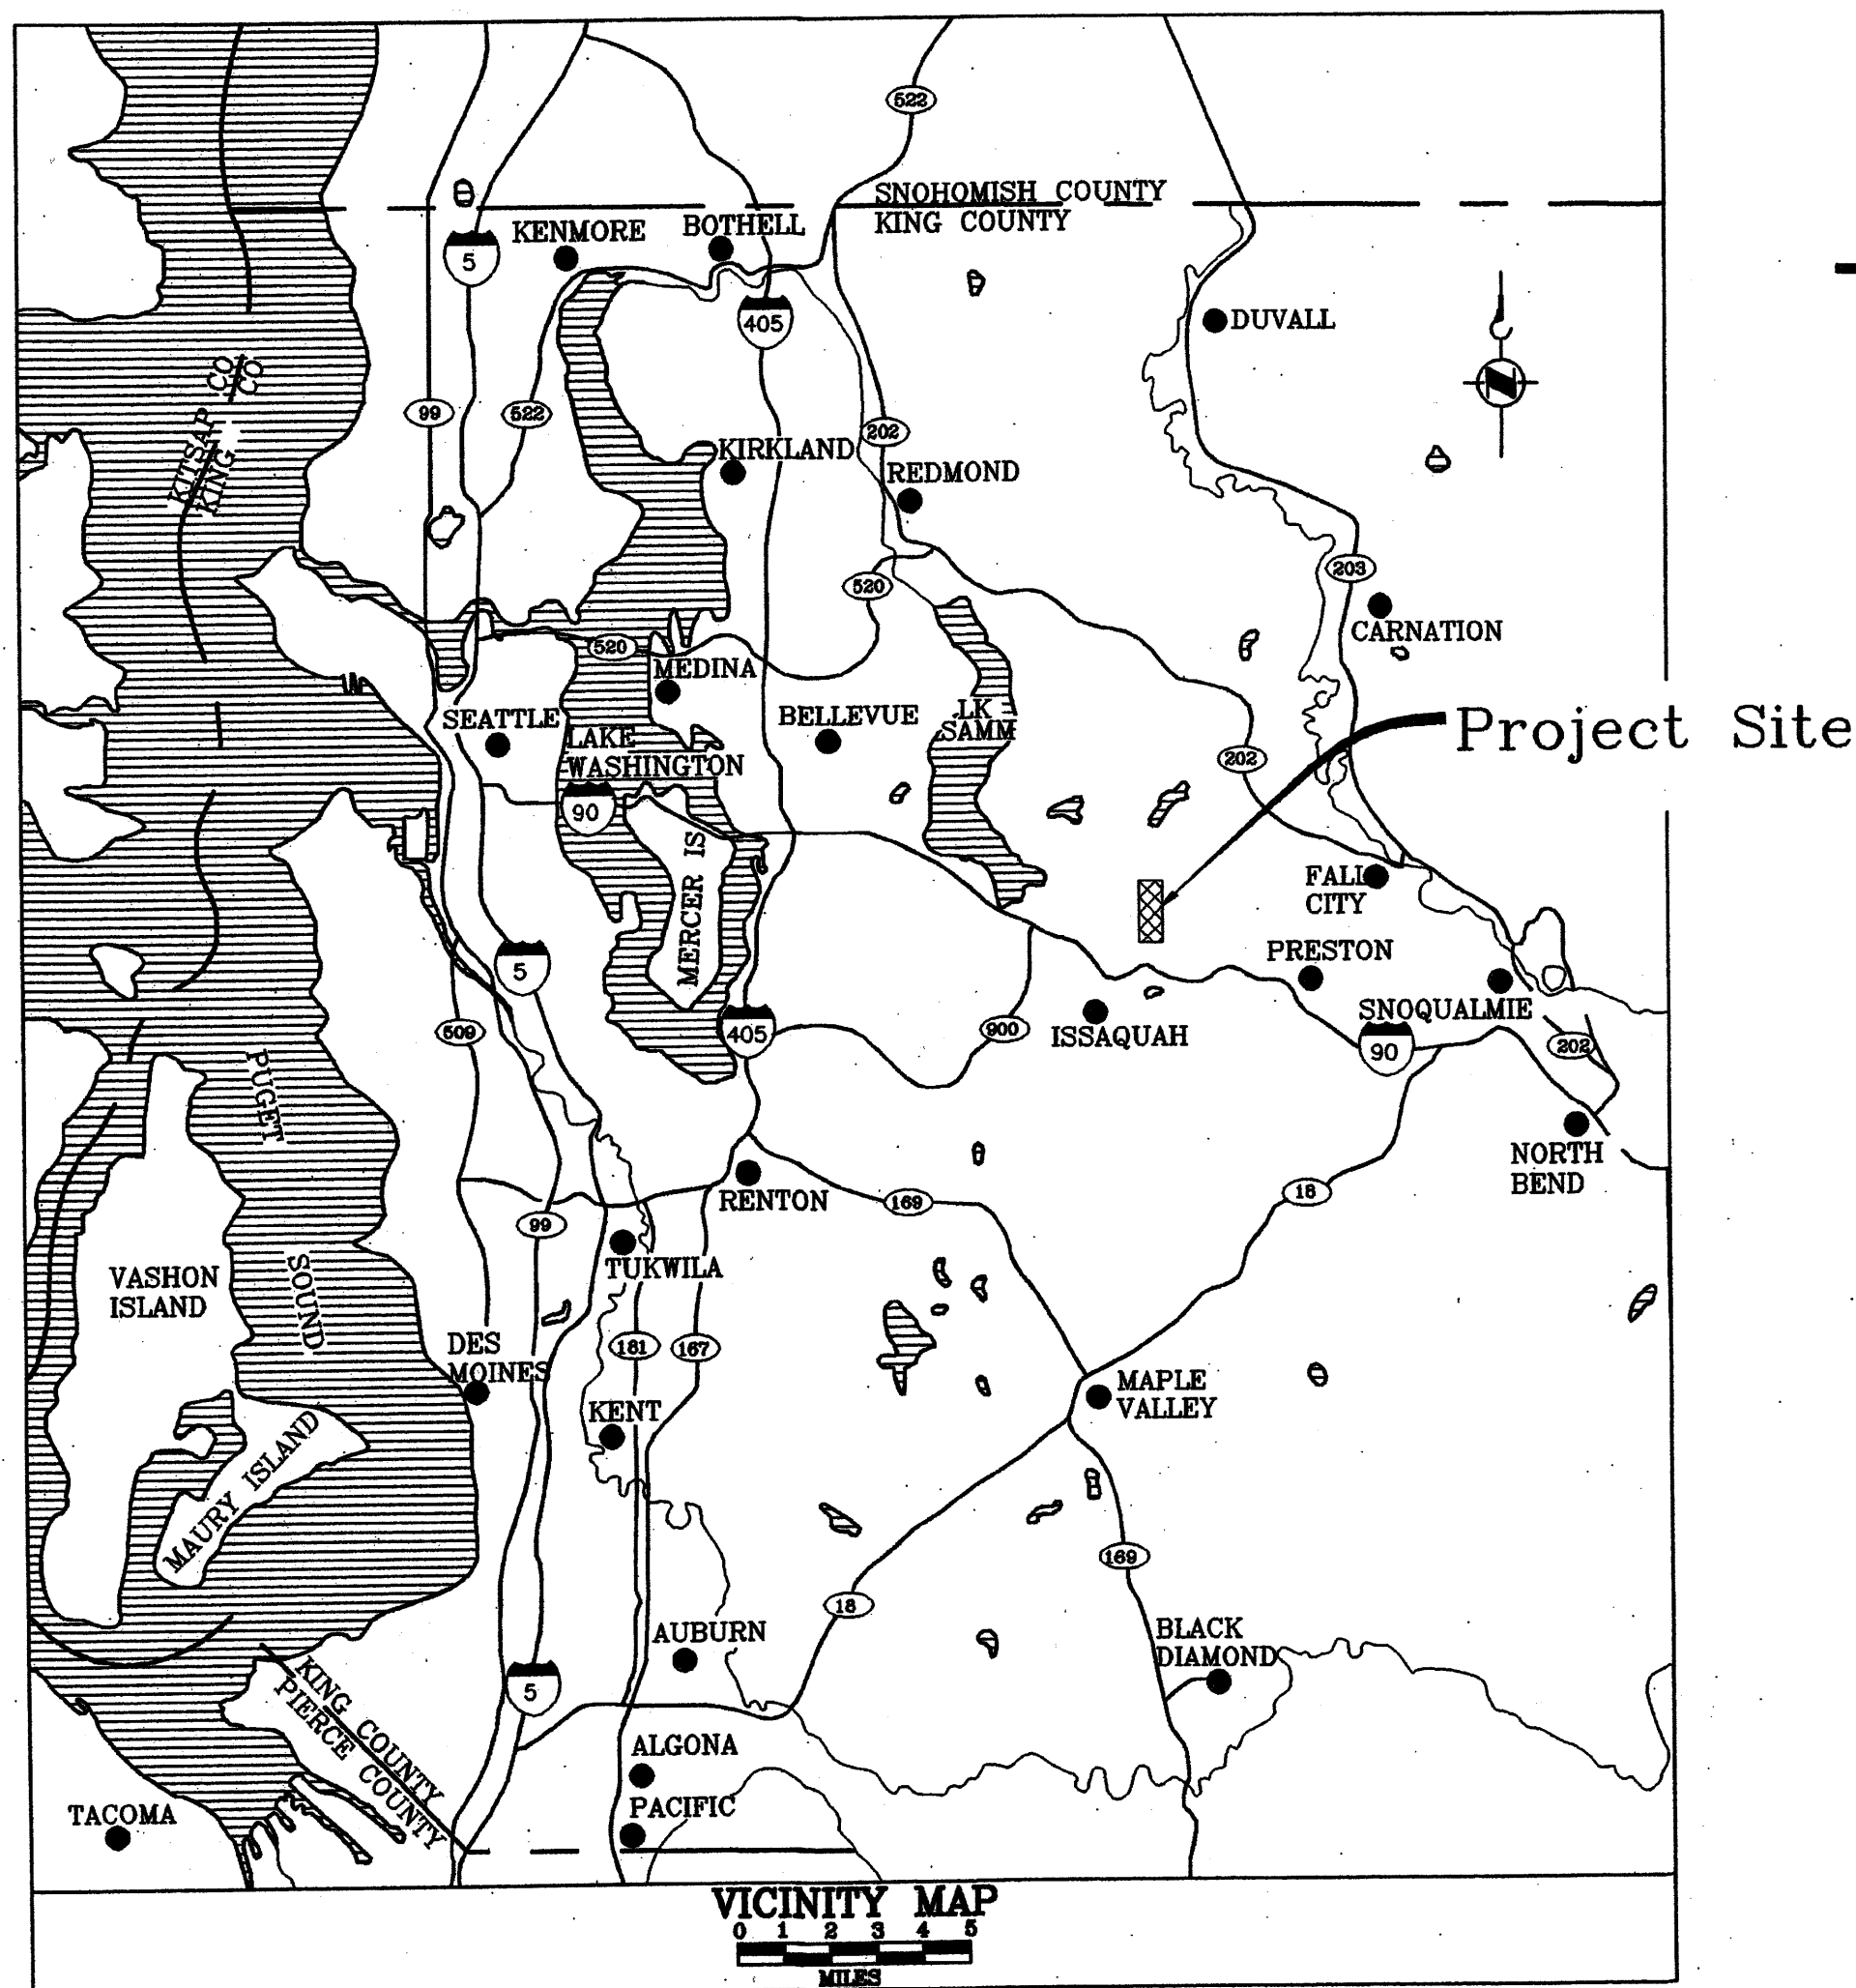 522
SNOHOMISH COUNTY
KING COUNTY
KENMORE
BOTHELL
5
405
DUVALL
N
KITSAP CO
KING CO
99
522
202
KIRKLAND
REDMOND
520
203
CARNATION
520
MEDINA
SEATTLE
BELLEVUE
LK
SAMM
Project Site
LAKE
WASHINGTON
202
90
MERCER IS
FALL
CITY
5
PRESTON
SNOQUALMIE
509
405
900
ISSAQUAH
90
202
PUGET
SOUND
NORTH
BEND
RENTON
169
18
99
TUKWILA
VASHON
ISLAND
DES
MOINES
181
167
KENT
MAPLE
VALLEY
MAURY ISLAND
169
18
AUBURN
BLACK
DIAMOND
5
KING COUNTY
PIERCE COUNTY
ALGONA
TACOMA
PACIFIC
VICINITY MAP
0 1 2 3 4 5
MILES